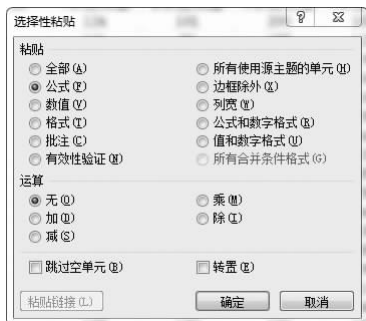 选择性粘贴
粘贴
全部(A)
所有使用源主题的单元(H)
公式(F)
边框除外(X)
数值(V)
列宽(W)
格式(T)
公式和数字格式(R)
批注(C)
值和数字格式(U)
有效性验证(N)
所有合并条件格式(G)
运算
无(O)
乘(M)
加(D)
除(I)
减(S)
跳过空单元(B)
转置(E)
粘贴链接(L)
确定
取消